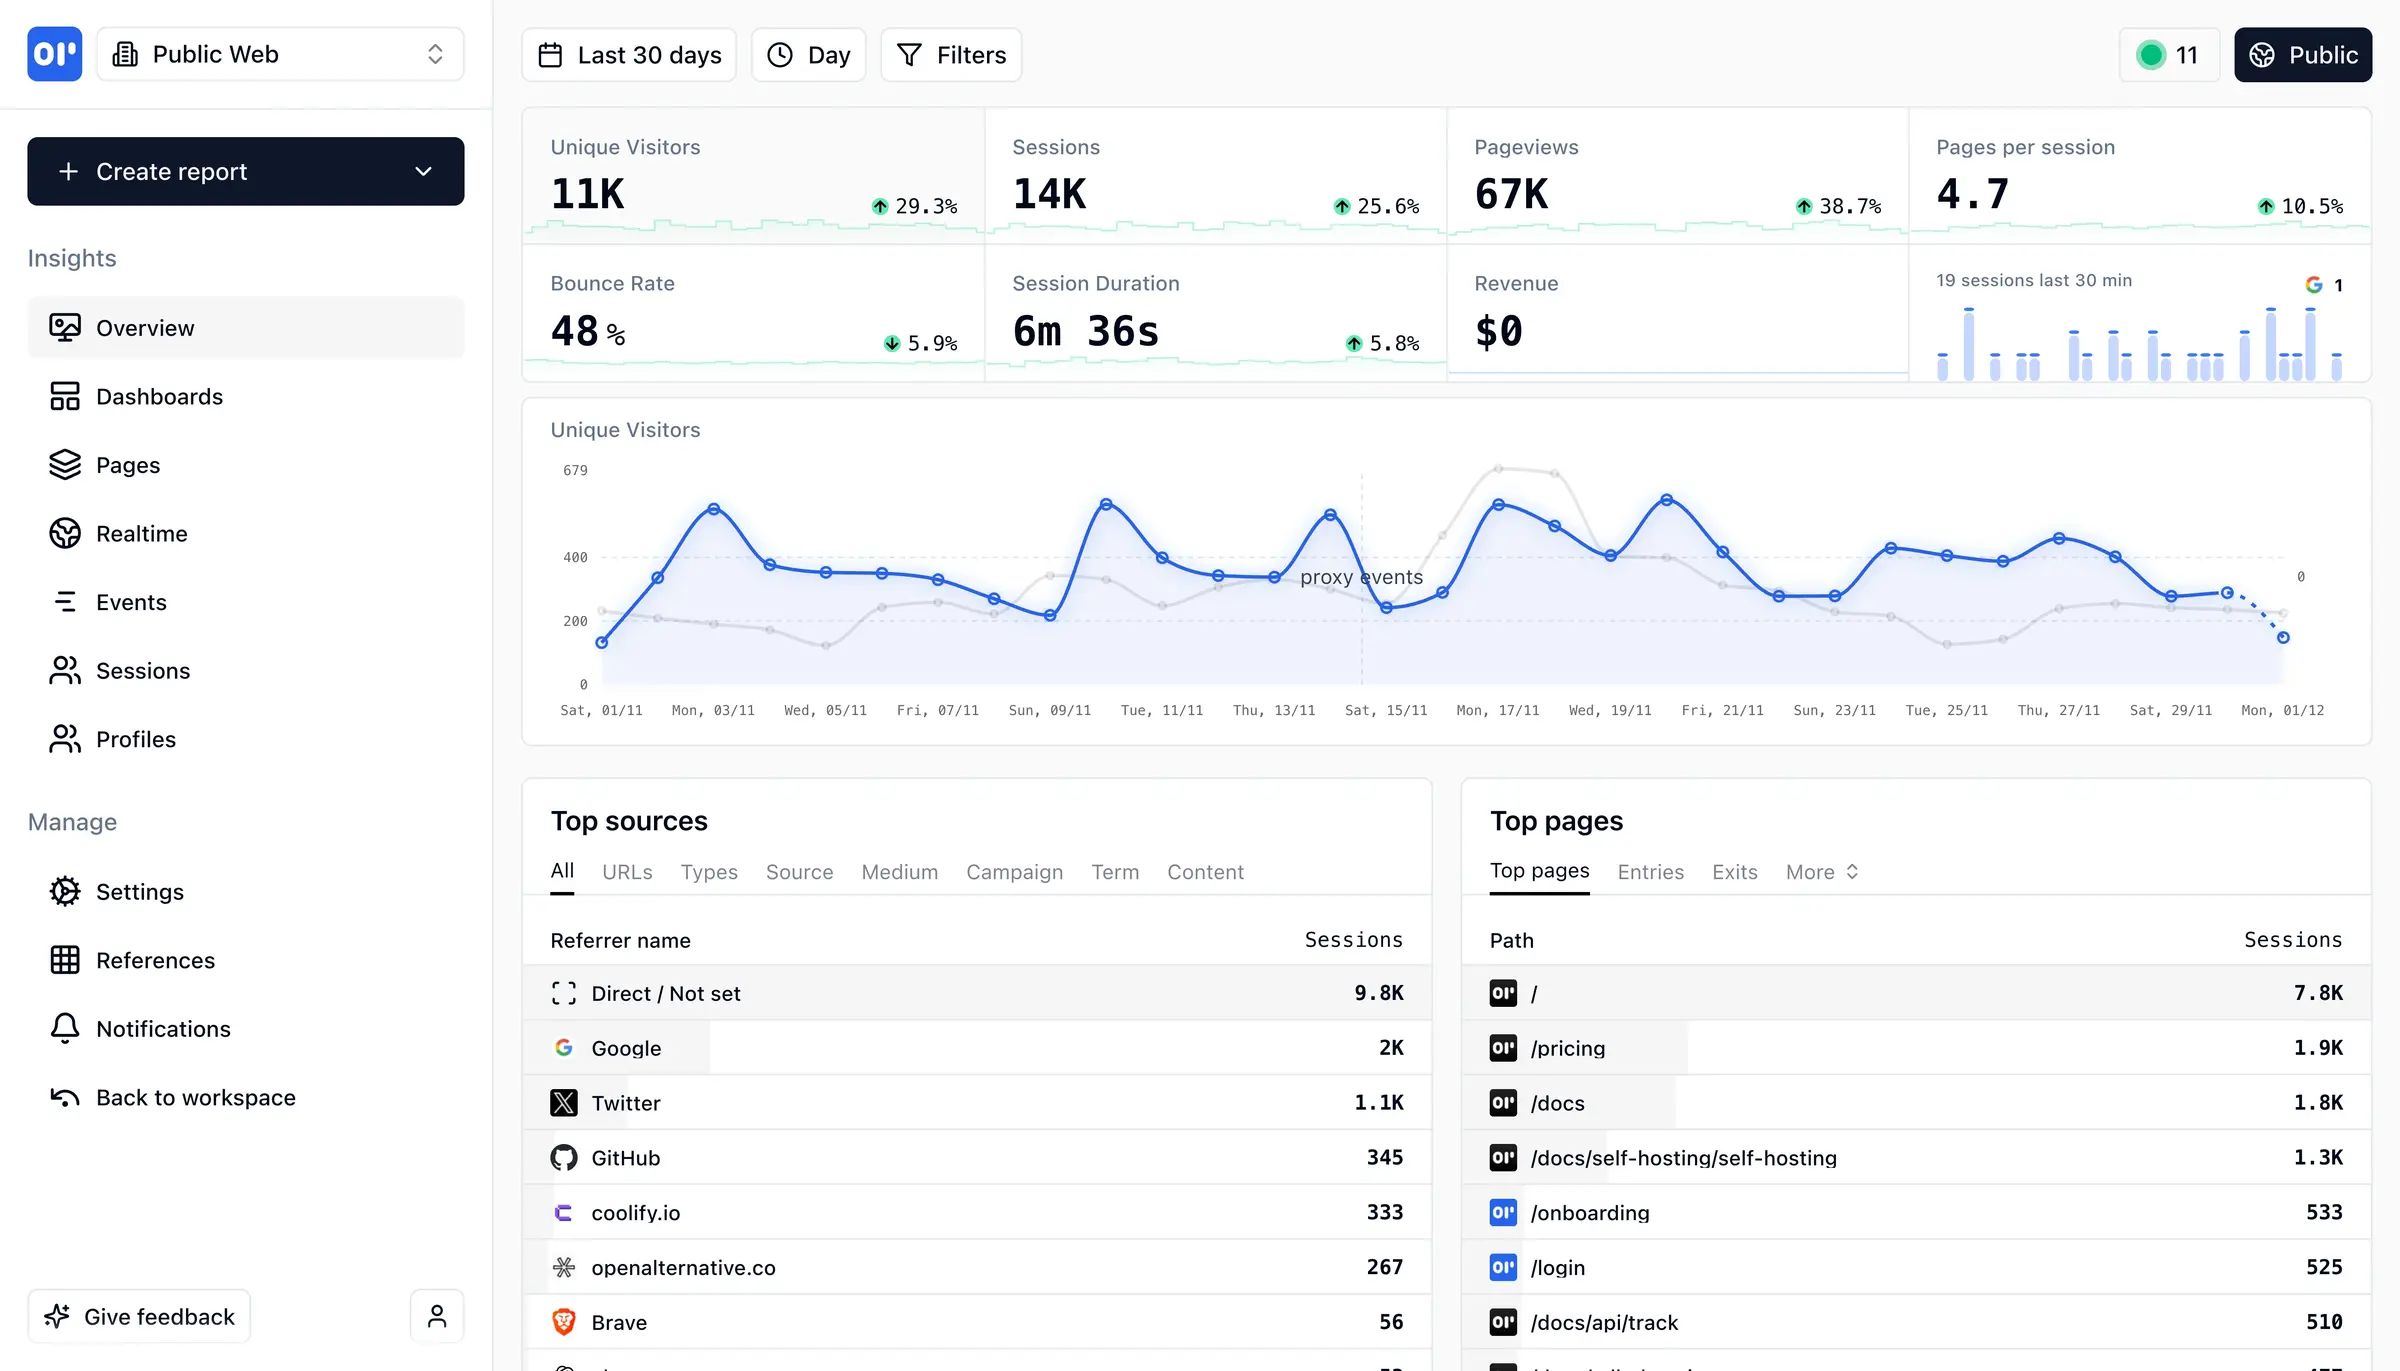 Public Web
Create report
Insights
Overview
Dashboards
Pages
Realtime
Events
Sessions
Profiles
Manage
Settings
References
Notifications
Back to workspace
Give feedback
Last 30 days
Day
Filters
11
Public
Unique Visitors
11K
29.3%
Sessions
14K
25.6%
Pageviews
67K
38.7%
Pages per session
4.7
10.5%
Bounce Rate
48 %
5.9%
Session Duration
6m 36s
5.8%
Revenue
$0
19 sessions last 30 min
1
Unique Visitors
679
400
200
0
proxy events
0
Sat, 01/11
Mon, 03/11
Wed, 05/11
Fri, 07/11
Sun, 09/11
Tue, 11/11
Thu, 13/11
Sat, 15/11
Mon, 17/11
Wed, 19/11
Fri, 21/11
Sun, 23/11
Tue, 25/11
Thu, 27/11
Sat, 29/11
Mon, 01/12
Top sources
All URLs Types Source Medium Campaign Term Content
Referrer name Sessions
Direct / Not set 9.8K
Google 2K
Twitter 1.1K
GitHub 345
coolify.io 333
openalternative.co 267
Brave 56
Top pages
Top pages Entries Exits More
Path Sessions
/ 7.8K
/pricing 1.9K
/docs 1.8K
/docs/self-hosting/self-hosting 1.3K
/onboarding 533
/login 525
/docs/api/track 510